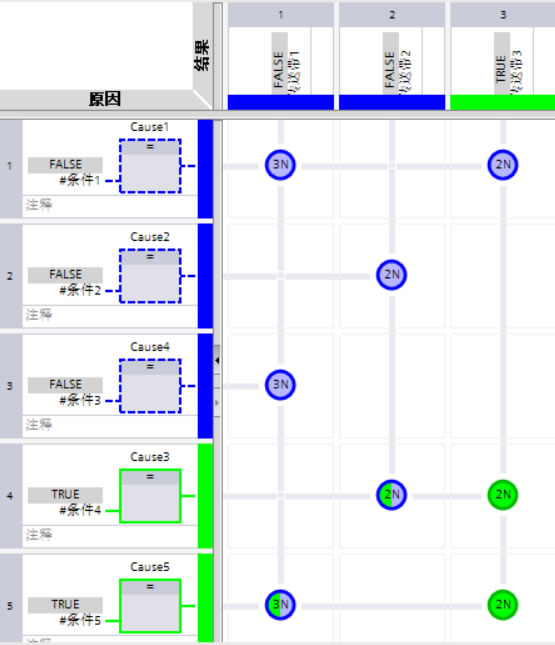 结果
原因
1
2
3
FALSE
传送带1
FALSE
传送带2
TRUE
传送带3
1
Cause1
=
FALSE
#条件1
注释
3N
2N
2
Cause2
=
FALSE
#条件2
注释
2N
3
Cause4
=
FALSE
#条件3
注释
3N
4
Cause3
=
TRUE
#条件4
注释
2N
2N
5
Cause5
=
TRUE
#条件5
注释
3N
2N